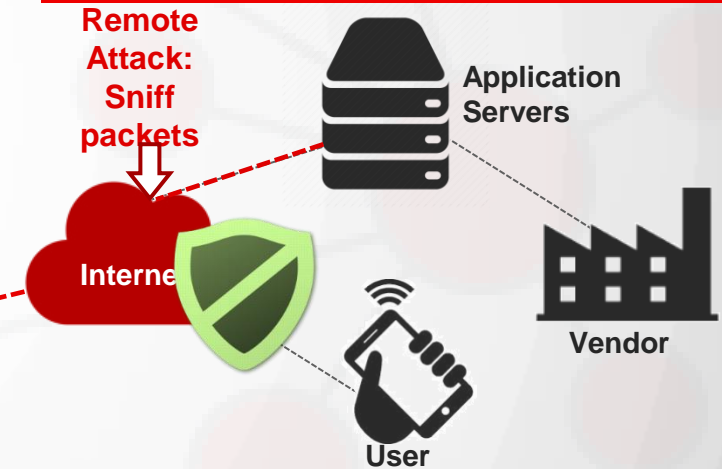 Remote
Attack:
Sniff
packets
Application
Servers
Interne
Vendor
User